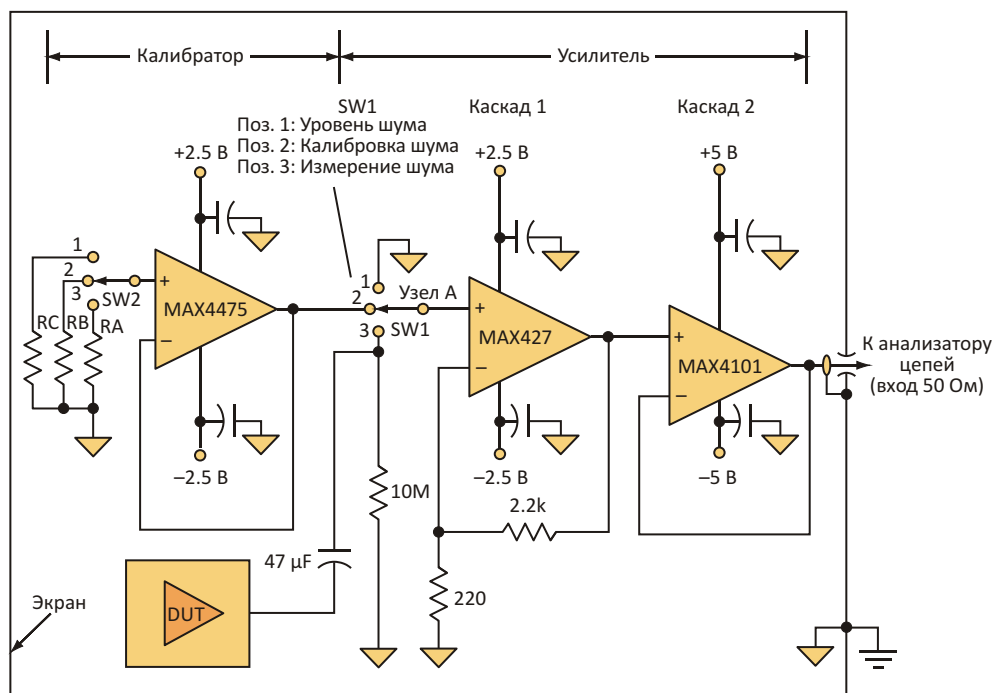 Калибратор
Усилитель
SW1
Поз. 1: Уровень шума
Поз. 2: Калибровка шума
Поз. 3: Измерение шума
Каскад 1
Каскад 2
+2.5 В
+2.5 В
+5 В
1
2
3
SW2
RC
RB
RA
+
−
MAX4475
–2.5 В
1
2
3
SW1
Узел А
+
−
MAX427
–2.5 В
+
−
MAX4101
–5 В
К анализатору
цепей
(вход 50 Ом)
10M
2.2k
47 µF
220
DUT
Экран